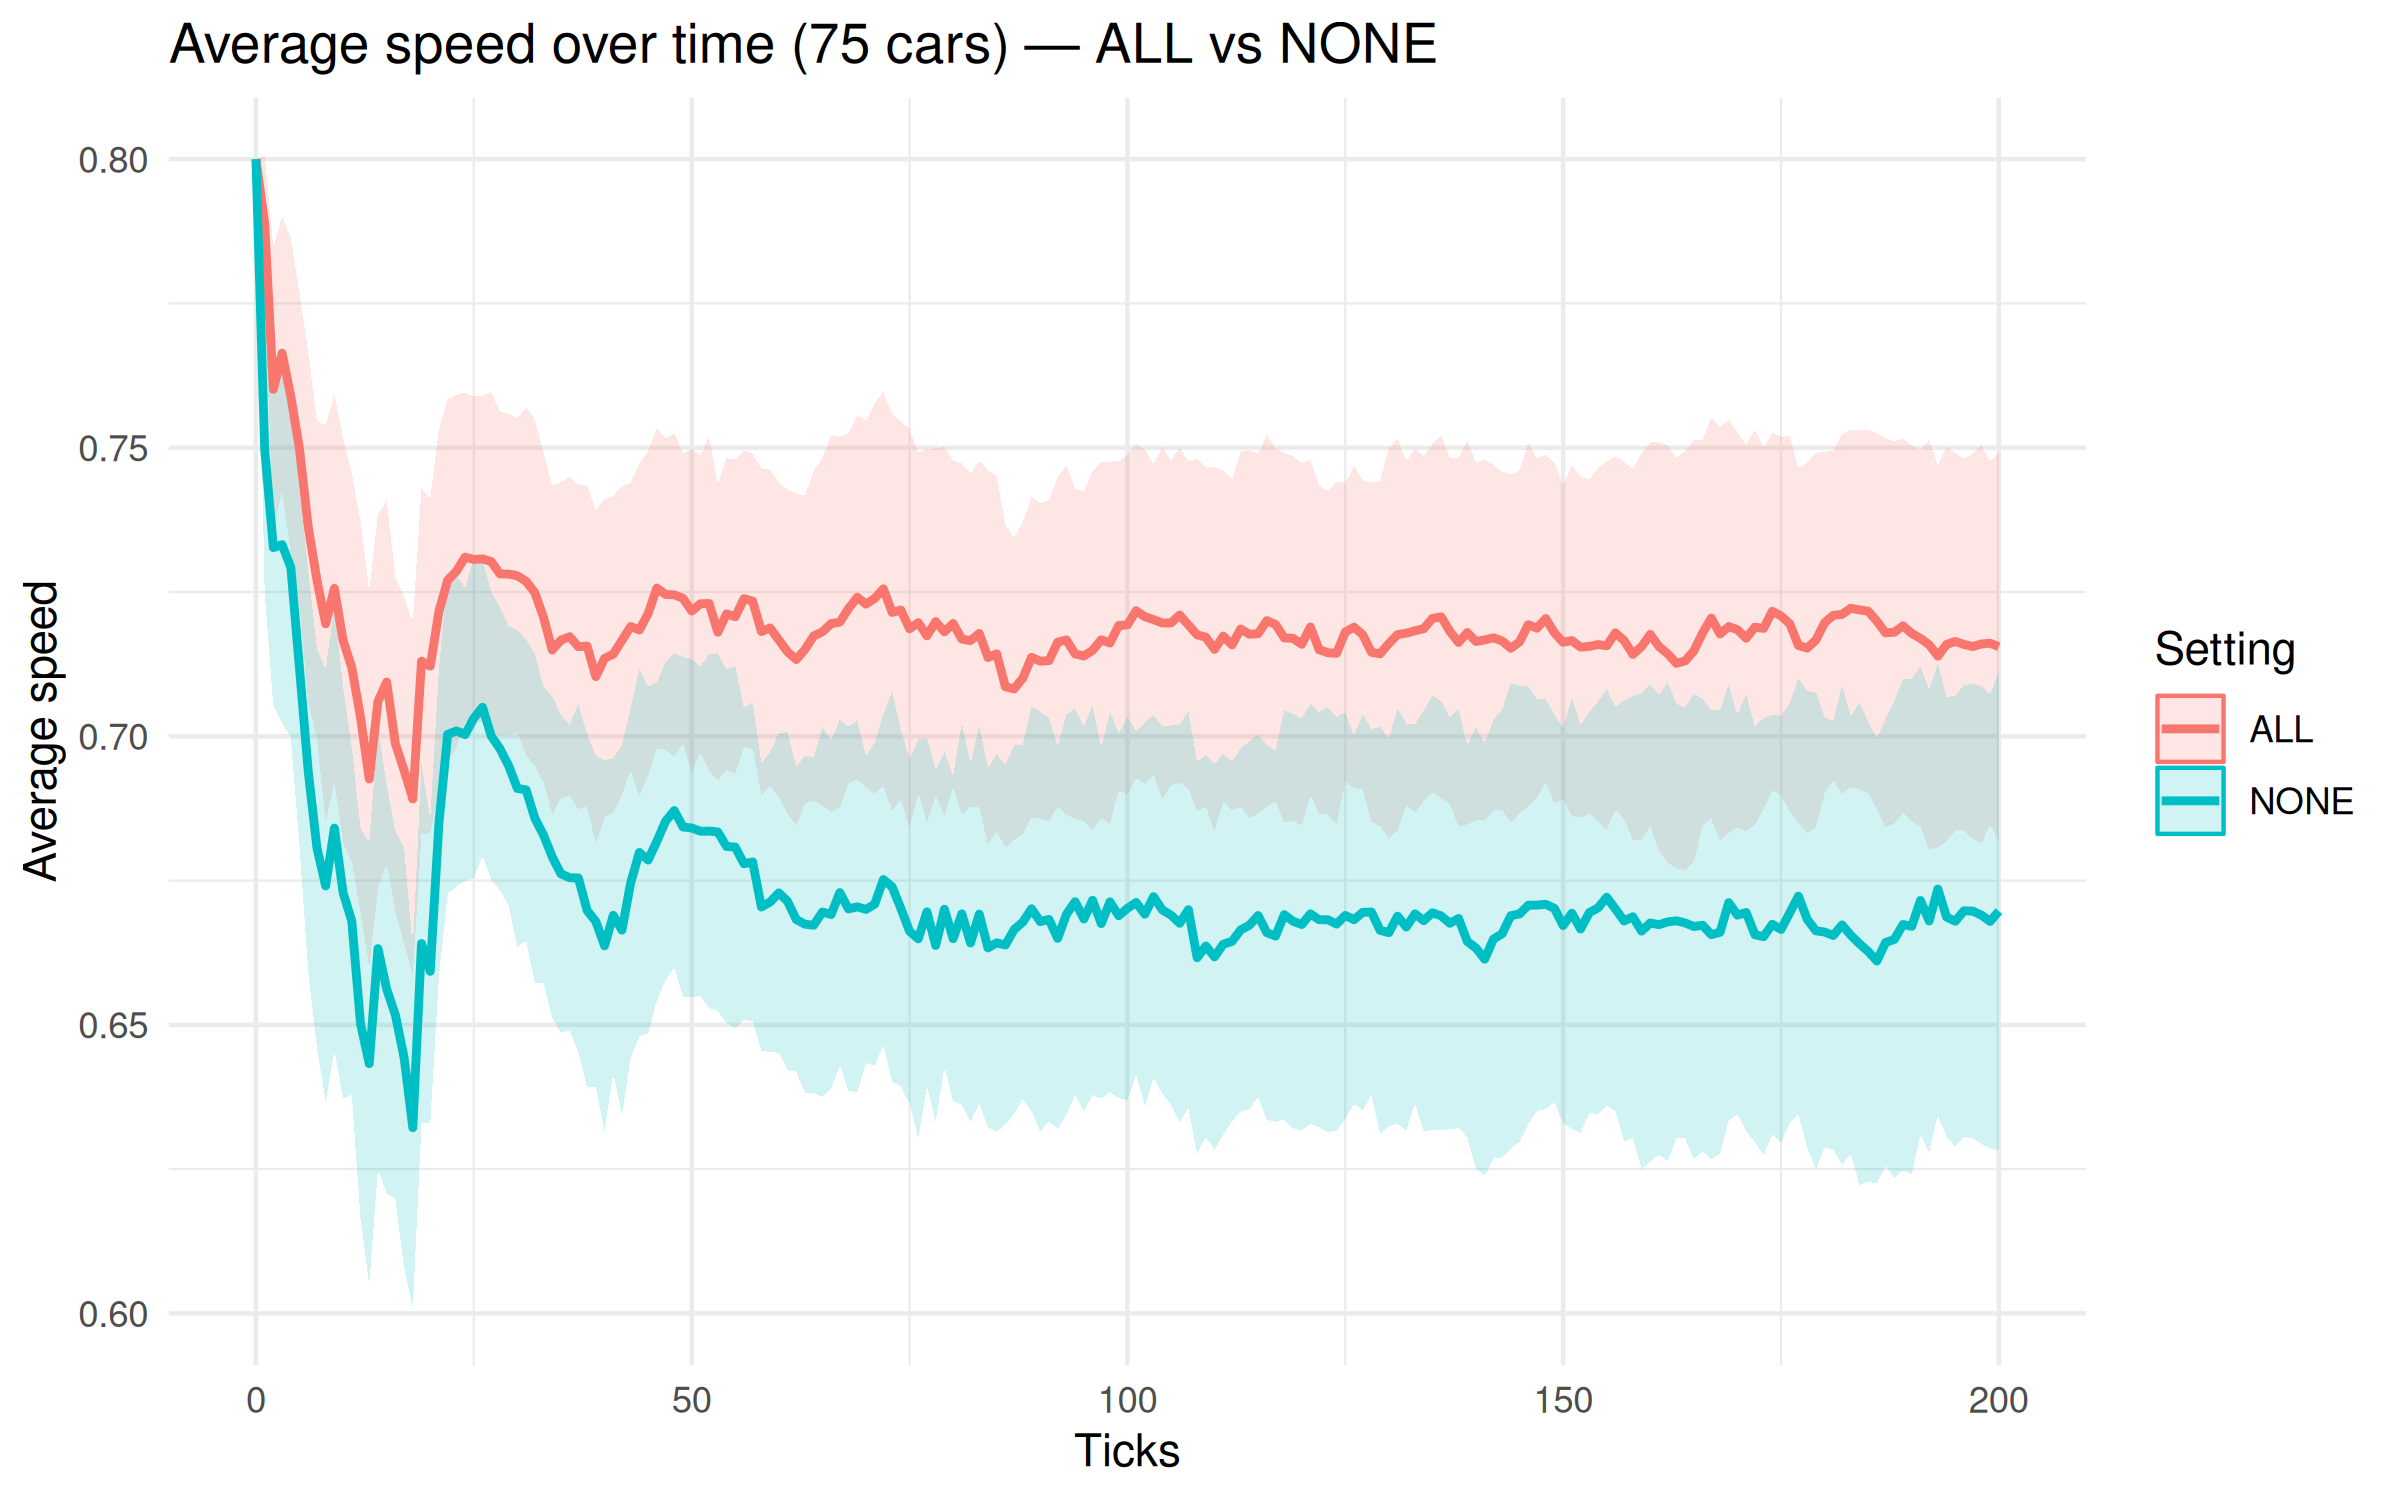 Average speed over time (75 cars) — ALL vs NONE
0.80
0.75
0.70
0.65
0.60
Average speed
0 50 100 150 200
Ticks
Setting
ALL
NONE